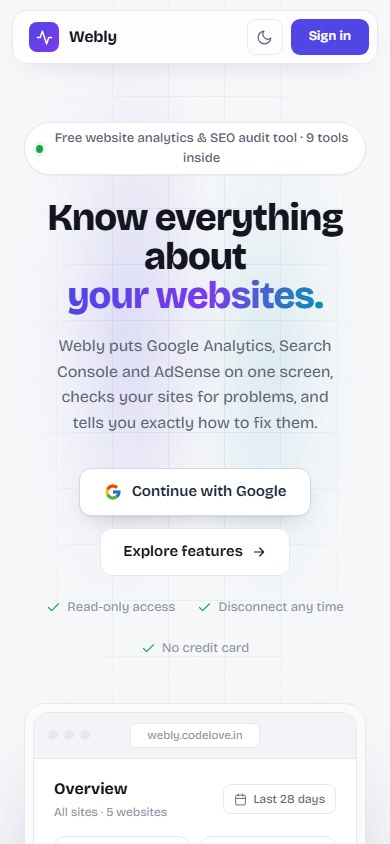 Webly
Sign in
Free website analytics & SEO audit tool · 9 tools
inside
Know everything
about
your websites.
Webly puts Google Analytics, Search
Console and AdSense on one screen,
checks your sites for problems, and
tells you exactly how to fix them.
Continue with Google
Explore features →
Read-only access
Disconnect any time
No credit card
webly.codelove.in
Overview
All sites · 5 websites
Last 28 days